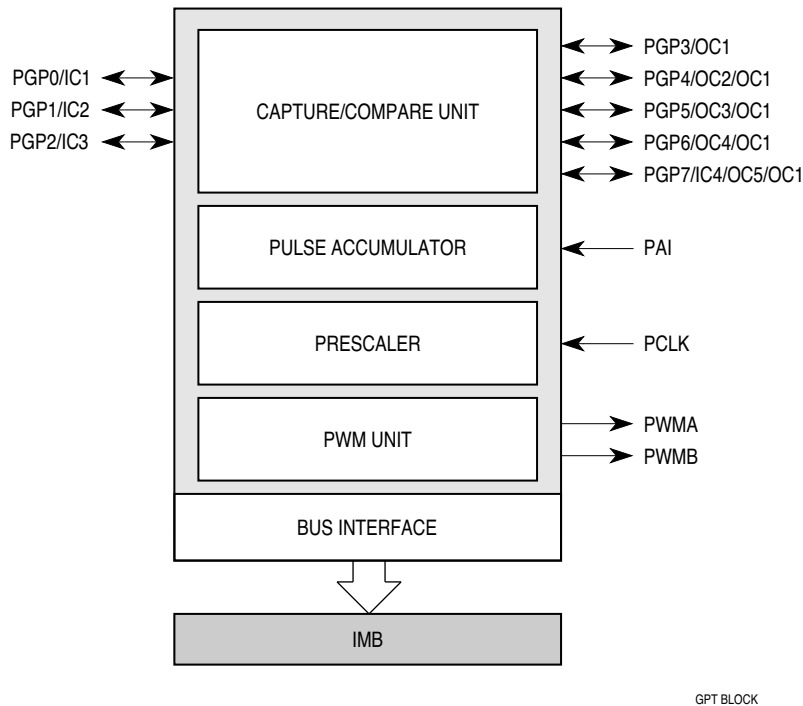 PGP0/IC1
PGP1/IC2
PGP2/IC3
CAPTURE/COMPARE UNIT
PGP3/OC1
PGP4/OC2/OC1
PGP5/OC3/OC1
PGP6/OC4/OC1
PGP7/IC4/OC5/OC1
PULSE ACCUMULATOR
PAI
PRESCALER
PCLK
PWM UNIT
PWMA
PWMB
BUS INTERFACE
IMB
GPT BLOCK